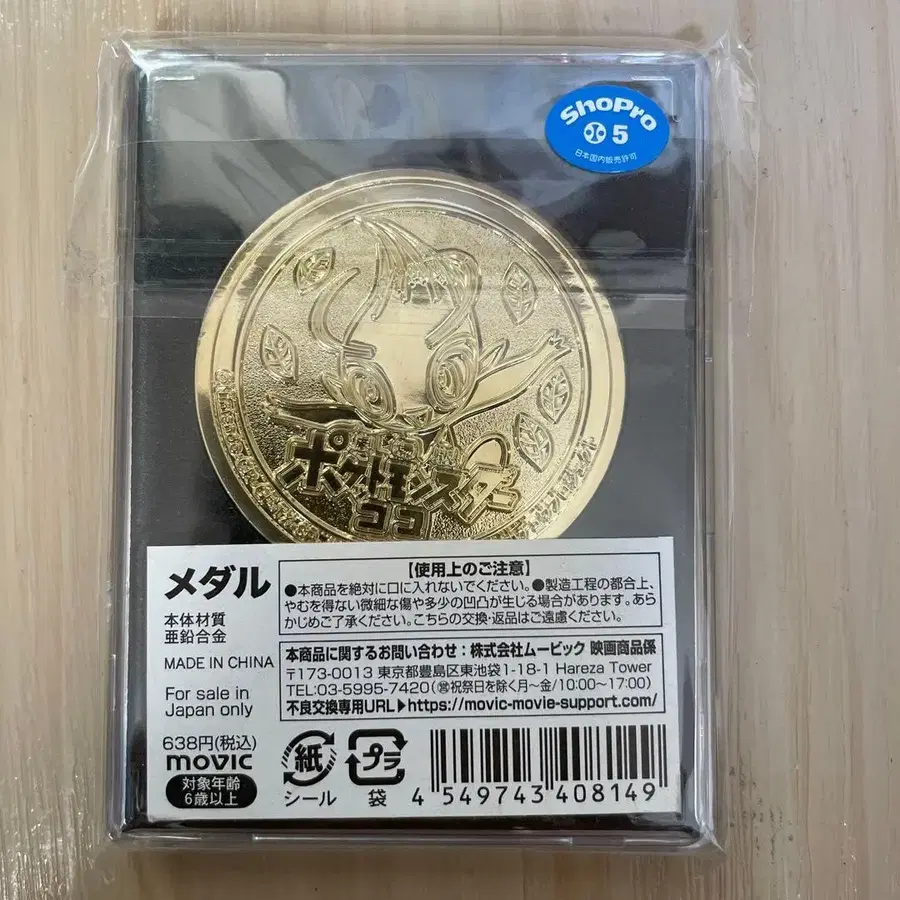 ShoPro
5
日本国内販売許可
ポケットモンスター
ココ
メダル
本体材質
亜鉛合金
MADE IN CHINA
For sale in
Japan only
638円(税込)
movic
対象年齢
6歳以上
【使用上のご注意】
●本商品を絶対に口に入れないでください。●製造工程の都合上、
やむを得ない微細な傷や多少の凹凸が生じる場合があります。あら
かじめご了承ください。こちらの交換・返品はご遠慮ください。
本商品に関するお問い合わせ：株式会社ムービック 映画商品係
〒173-0013 東京都豊島区東池袋1-18-1 Hareza Tower
TEL:03-5995-7420(㊡祝祭日を除く月〜金/10:00〜17:00)
不良交換専用URL▶https://movic-movie-support.com/
紙
シール
プラ
袋
4 549743 408149